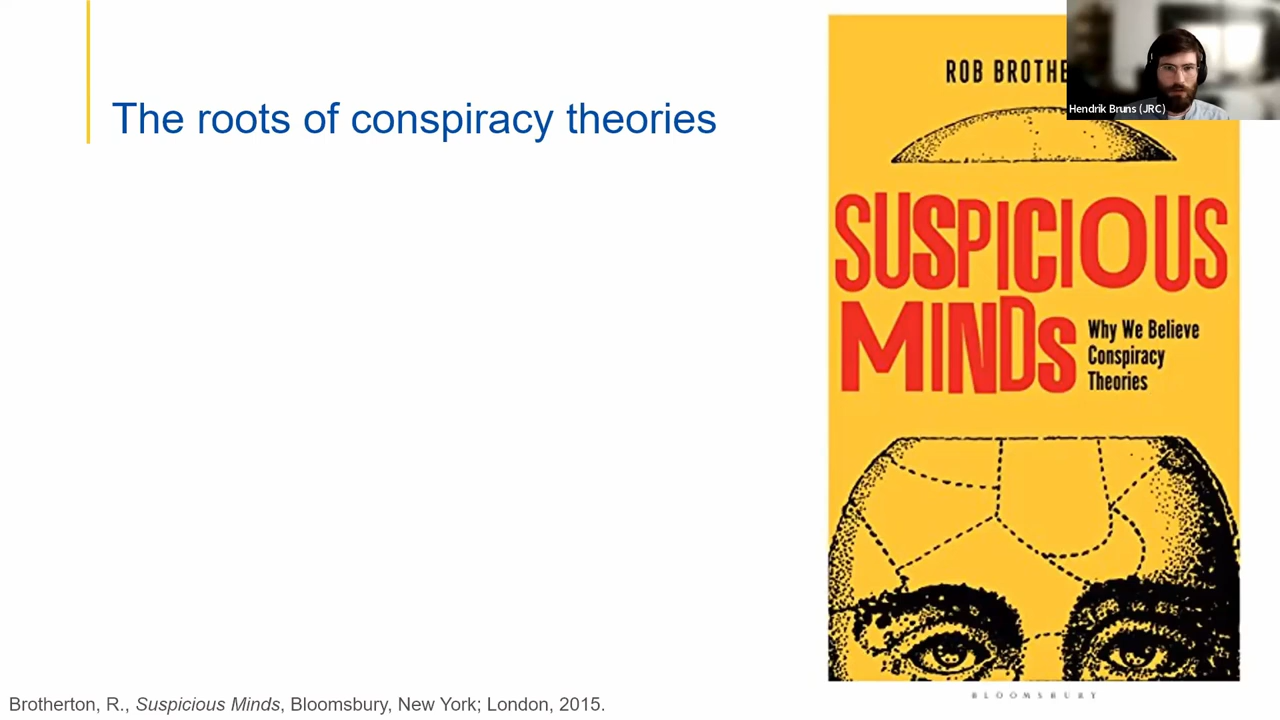 The roots of conspiracy theories
ROB BROTHE
Hendrik Bruns (JRC)
SUSPICIOUS
MINDS
Why We Believe
Conspiracy
Theories
BLOOMSBURY
Brotherton, R., Suspicious Minds, Bloomsbury, New York; London, 2015.